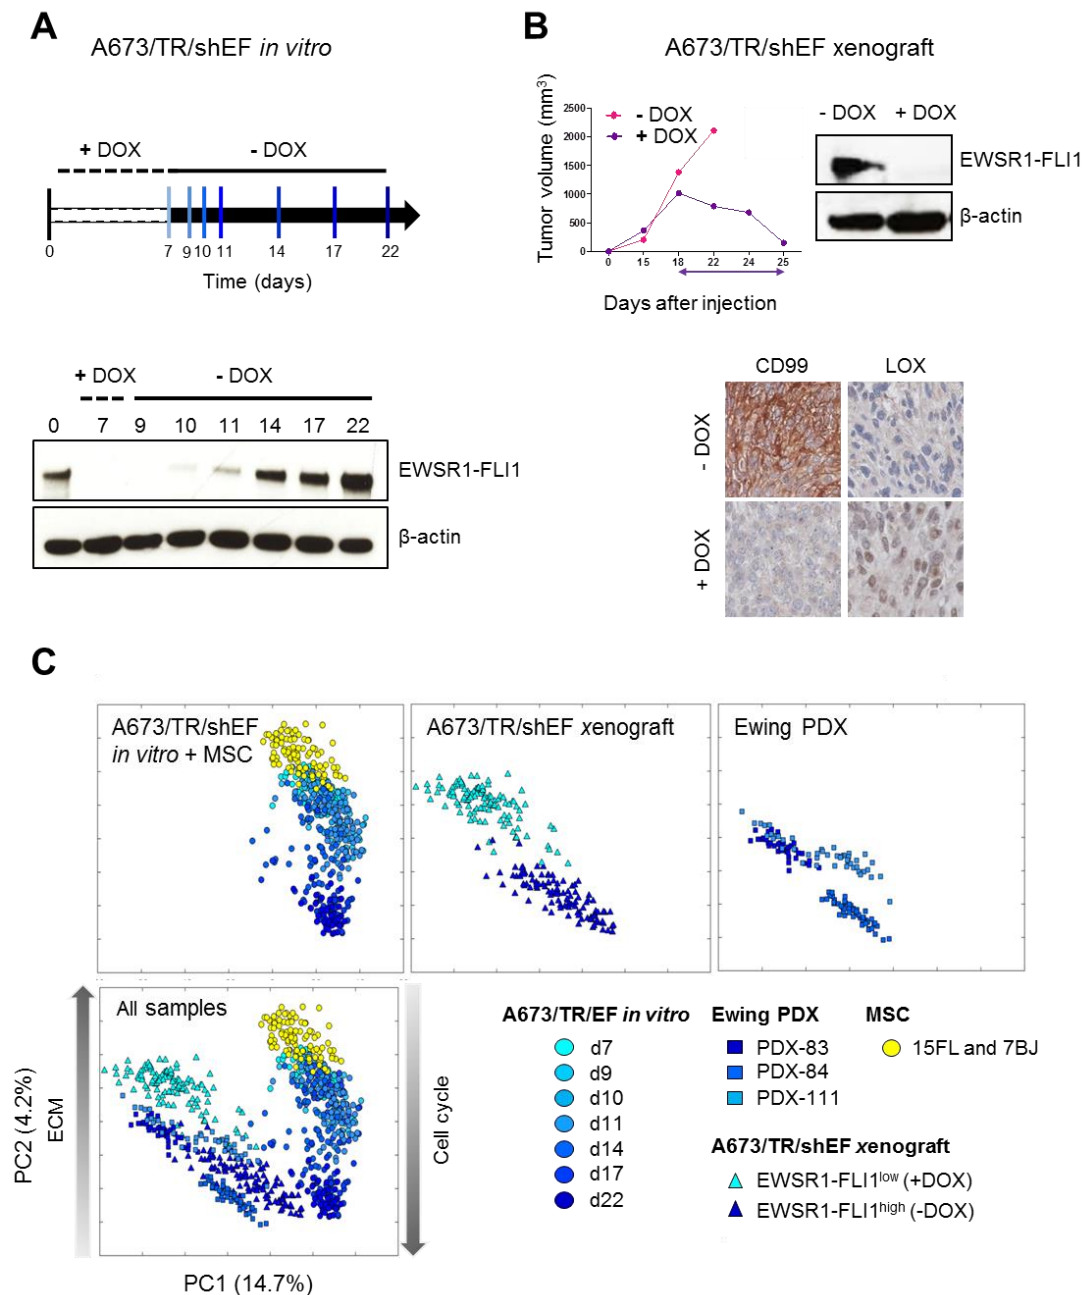 A
A673/TR/shEF in vitro
+ DOX - DOX
0 7 9 10 11 14 17 22
Time (days)
+ DOX - DOX
0 7 9 10 11 14 17 22
EWSR1-FLI1
β-actin
B
A673/TR/shEF xenograft
Tumor volume (mm³)
2500
2000
1500
1000
500
0
- DOX
+ DOX
0 15 18 22 24 25
Days after injection
- DOX + DOX
EWSR1-FLI1
β-actin
CD99 LOX
- DOX
+ DOX
C
A673/TR/shEF
in vitro + MSC
A673/TR/shEF xenograft
Ewing PDX
All samples
PC2 (4.2%)
ECM
Cell cycle
PC1 (14.7%)
A673/TR/EF in vitro
d7
d9
d10
d11
d14
d17
d22
Ewing PDX
PDX-83
PDX-84
PDX-111
MSC
15FL and 7BJ
A673/TR/shEF xenograft
EWSR1-FLI1low (+DOX)
EWSR1-FLI1high (-DOX)